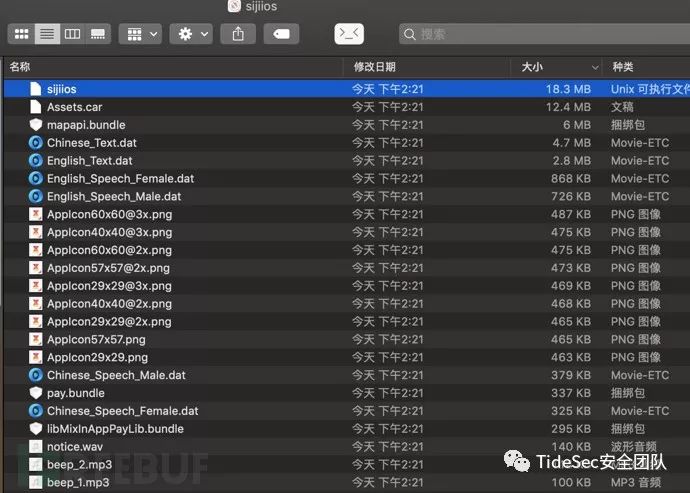 sijiios
搜索
名称 修改日期 大小 种类
sijiios 今天 下午2:21 18.3 MB Unix 可执行文件
Assets.car 今天 下午2:21 12.4 MB 文稿
mapapi.bundle 今天 下午2:21 6 MB 捆绑包
Chinese_Text.dat 今天 下午2:21 4.7 MB Movie-ETC
English_Text.dat 今天 下午2:21 2.8 MB Movie-ETC
English_Speech_Female.dat 今天 下午2:21 868 KB Movie-ETC
English_Speech_Male.dat 今天 下午2:21 726 KB Movie-ETC
AppIcon60x60@3x.png 今天 下午2:21 487 KB PNG 图像
AppIcon40x40@3x.png 今天 下午2:21 475 KB PNG 图像
AppIcon60x60@2x.png 今天 下午2:21 475 KB PNG 图像
AppIcon57x57@2x.png 今天 下午2:21 473 KB PNG 图像
AppIcon29x29@3x.png 今天 下午2:21 469 KB PNG 图像
AppIcon40x40@2x.png 今天 下午2:21 468 KB PNG 图像
AppIcon29x29@2x.png 今天 下午2:21 465 KB PNG 图像
AppIcon57x57.png 今天 下午2:21 465 KB PNG 图像
AppIcon29x29.png 今天 下午2:21 463 KB PNG 图像
Chinese_Speech_Male.dat 今天 下午2:21 379 KB Movie-ETC
pay.bundle 今天 下午2:21 337 KB 捆绑包
Chinese_Speech_Female.dat 今天 下午2:21 325 KB Movie-ETC
libMixInAppPayLib.bundle 今天 下午2:21 295 KB 捆绑包
notice.wav 今天 下午2:21 140 KB 波形音频
beep_2.mp3
beep_1.mp3 今天 下午2:21 100 KB MP3 音频
TideSec安全团队